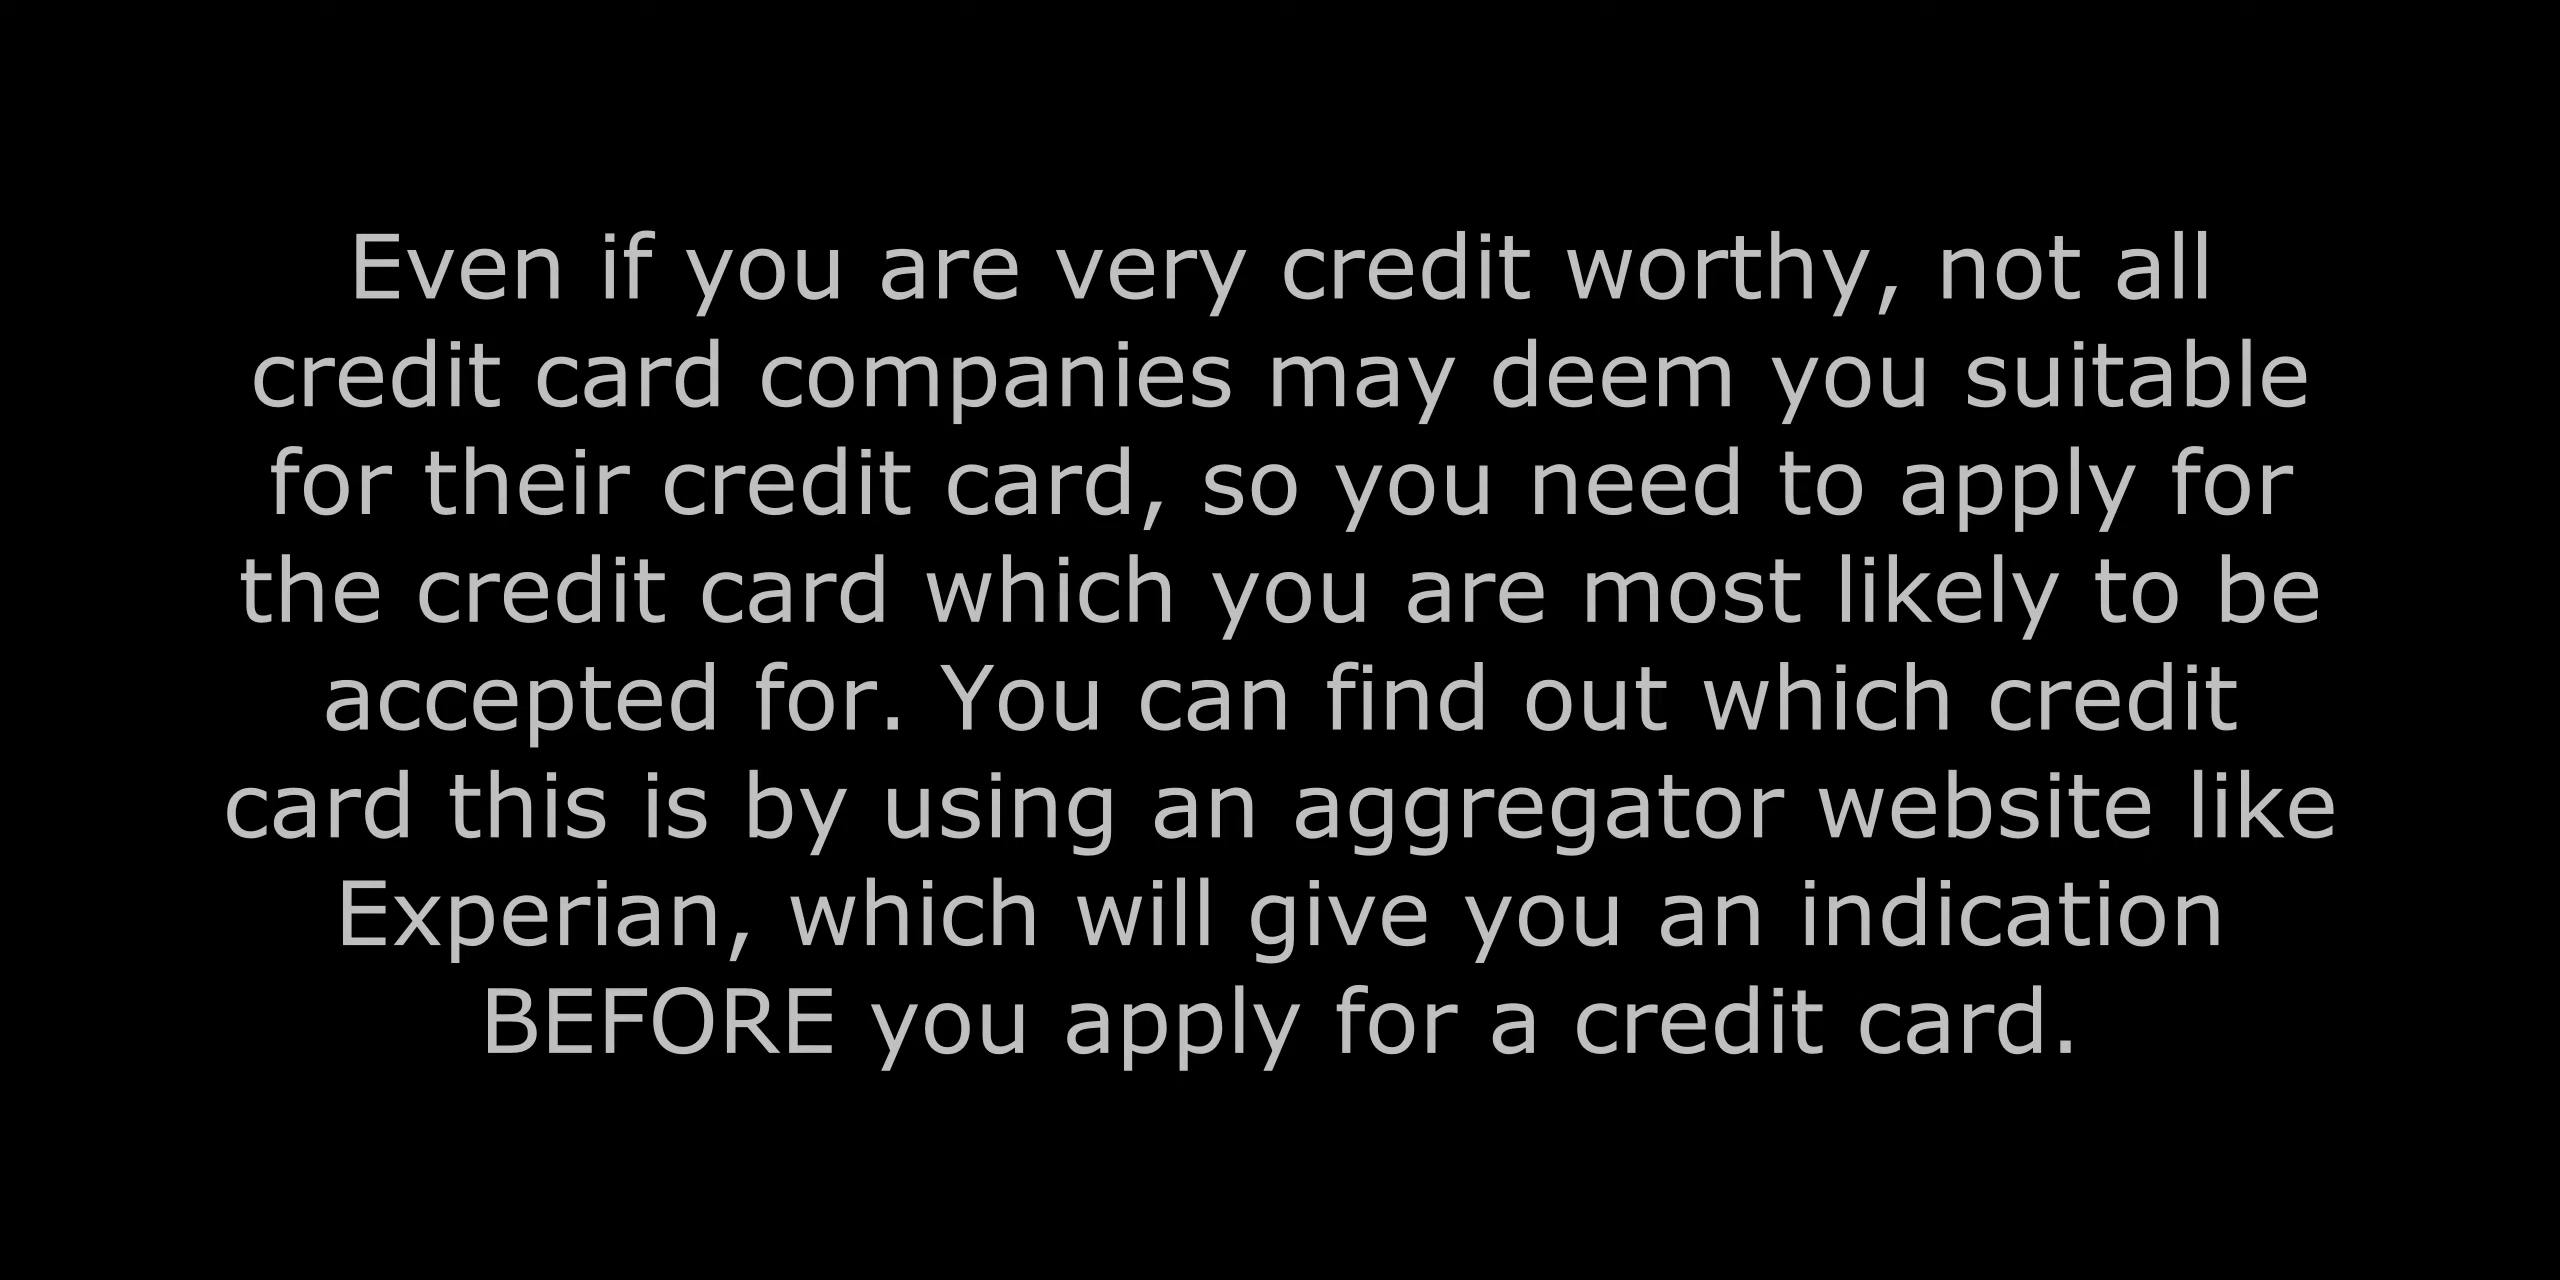 Even if you are very credit worthy, not all
credit card companies may deem you suitable
for their credit card, so you need to apply for
the credit card which you are most likely to be
accepted for. You can find out which credit
card this is by using an aggregator website like
Experian, which will give you an indication
BEFORE you apply for a credit card.